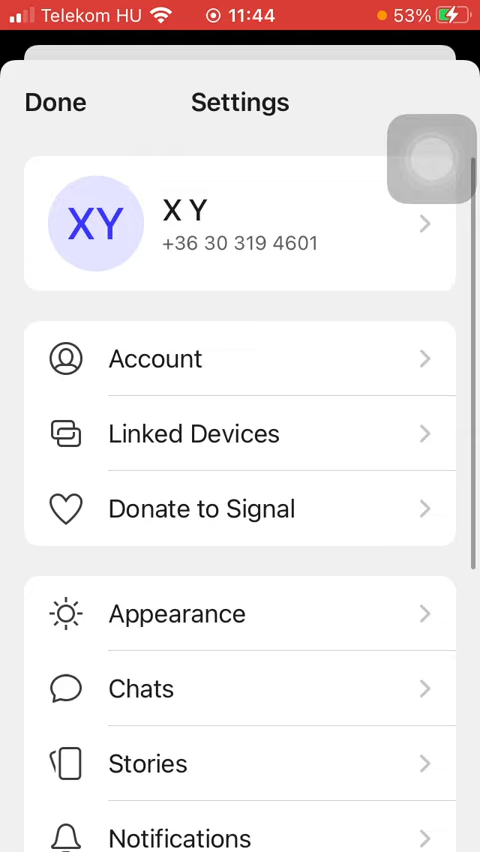 Telekom HU 11:44 53%
Done Settings
XY X Y
+36 30 319 4601
Account
Linked Devices
Donate to Signal
Appearance
Chats
Stories
Notifications